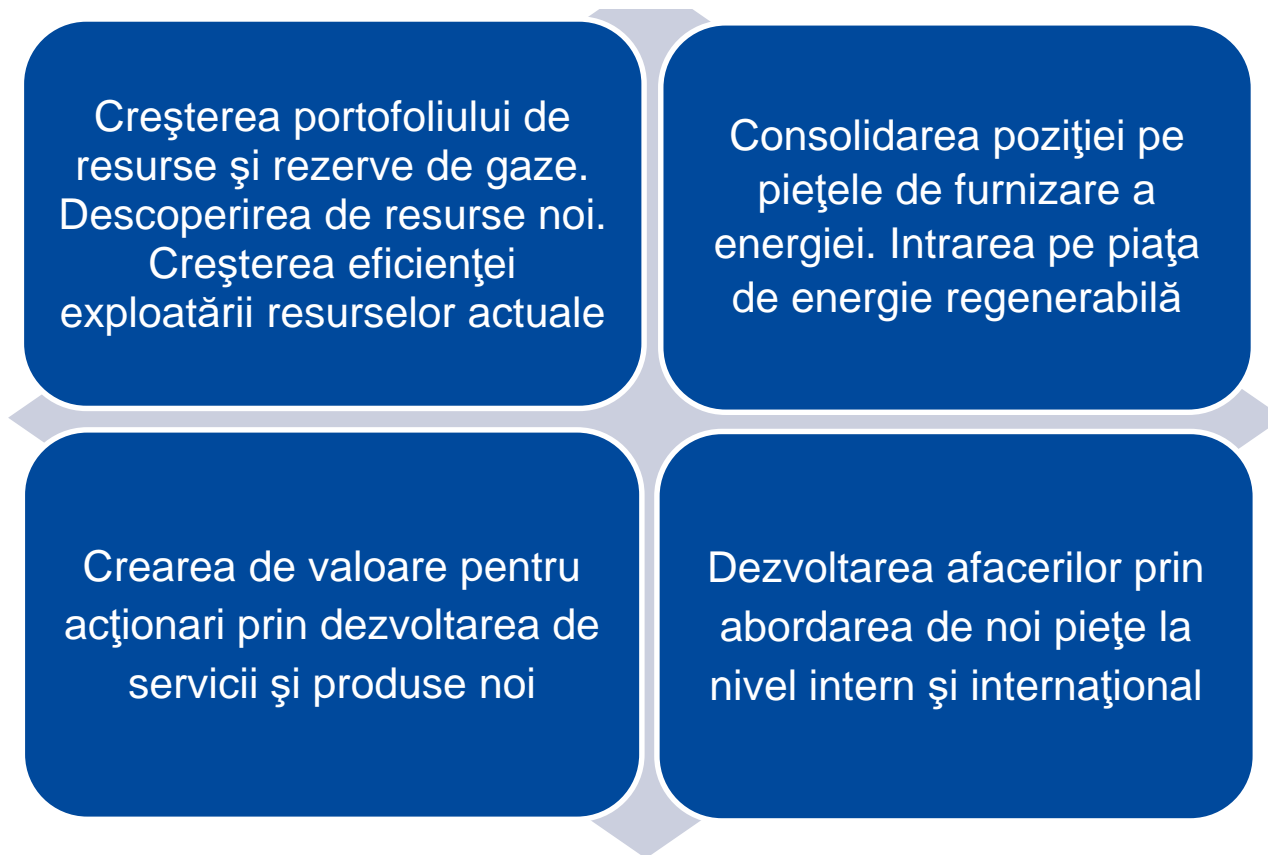 Creşterea portofoliului de
resurse şi rezerve de gaze.
Descoperirea de resurse noi.
Creşterea eficienţei
exploatării resurselor actuale
Consolidarea poziţiei pe
pieţele de furnizare a
energiei. Intrarea pe piaţa
de energie regenerabilă
Crearea de valoare pentru
acţionari prin dezvoltarea de
servicii şi produse noi
Dezvoltarea afacerilor prin
abordarea de noi pieţe la
nivel intern şi internaţional